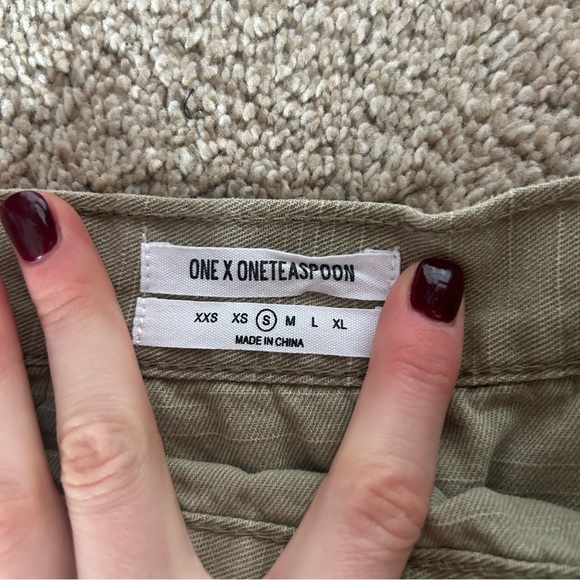 ONE X ONETEASPOON
XXS XS S M L XL
MADE IN CHINA